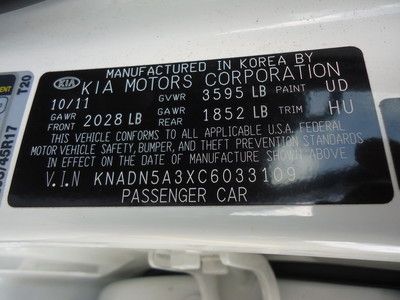 MANUFACTURED IN KOREA BY
KIA KIA MOTORS CORPORATION
10/11 GVWR 3595 LB PAINT UD
GAWR FRONT 2028 LB GAWR REAR 1852 LB TRIM HU
THIS VEHICLE CONFORMS TO ALL APPLICABLE U.S.A. FEDERAL
MOTOR VEHICLE SAFETY, BUMPER, AND THEFT PREVENTION STANDARDS
IN EFFECT ON THE DATE OF MANUFACTURE SHOWN ABOVE
V.I.N KNADN5A3XC6033109
PASSENGER CAR
T20